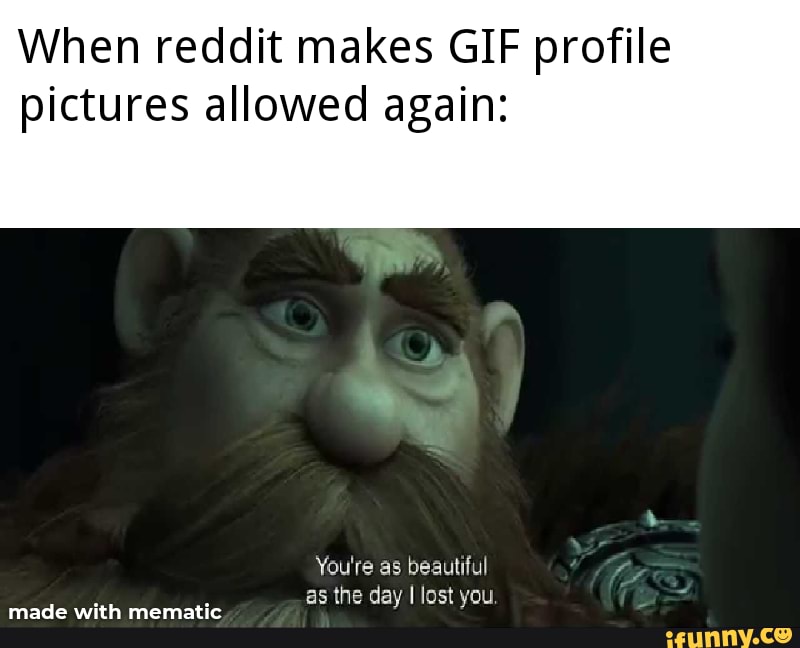 When reddit makes GIF profile
pictures allowed again:
You're as beautiful
as the day I lost you.
made with mematic
ifunny.co